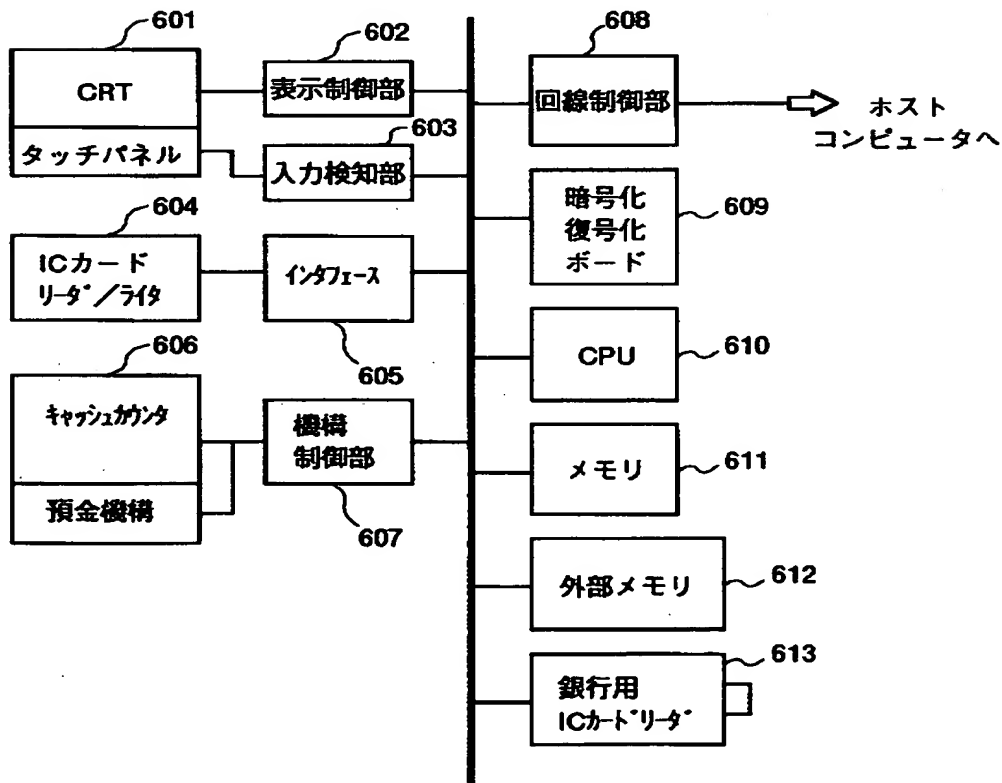 601
CRT
タッチパネル
602
表示制御部
603
入力検知部
604
ICカード
リーダ/ライタ
インタフェース
605
606
キャッシュカウンタ
預金機構
機構
制御部
607
608
回線制御部
ホスト
コンピュータへ
暗号化
復号化
ボード
609
CPU
610
メモリ
611
外部メモリ
612
銀行用
ICカードリーダ
613